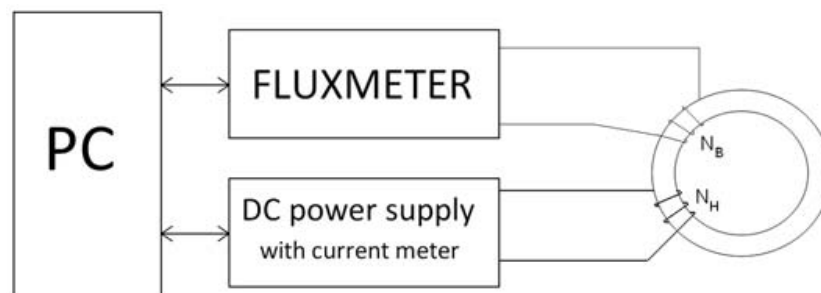 PC
FLUXMETER
DC power supply
with current meter
N_B
N_H